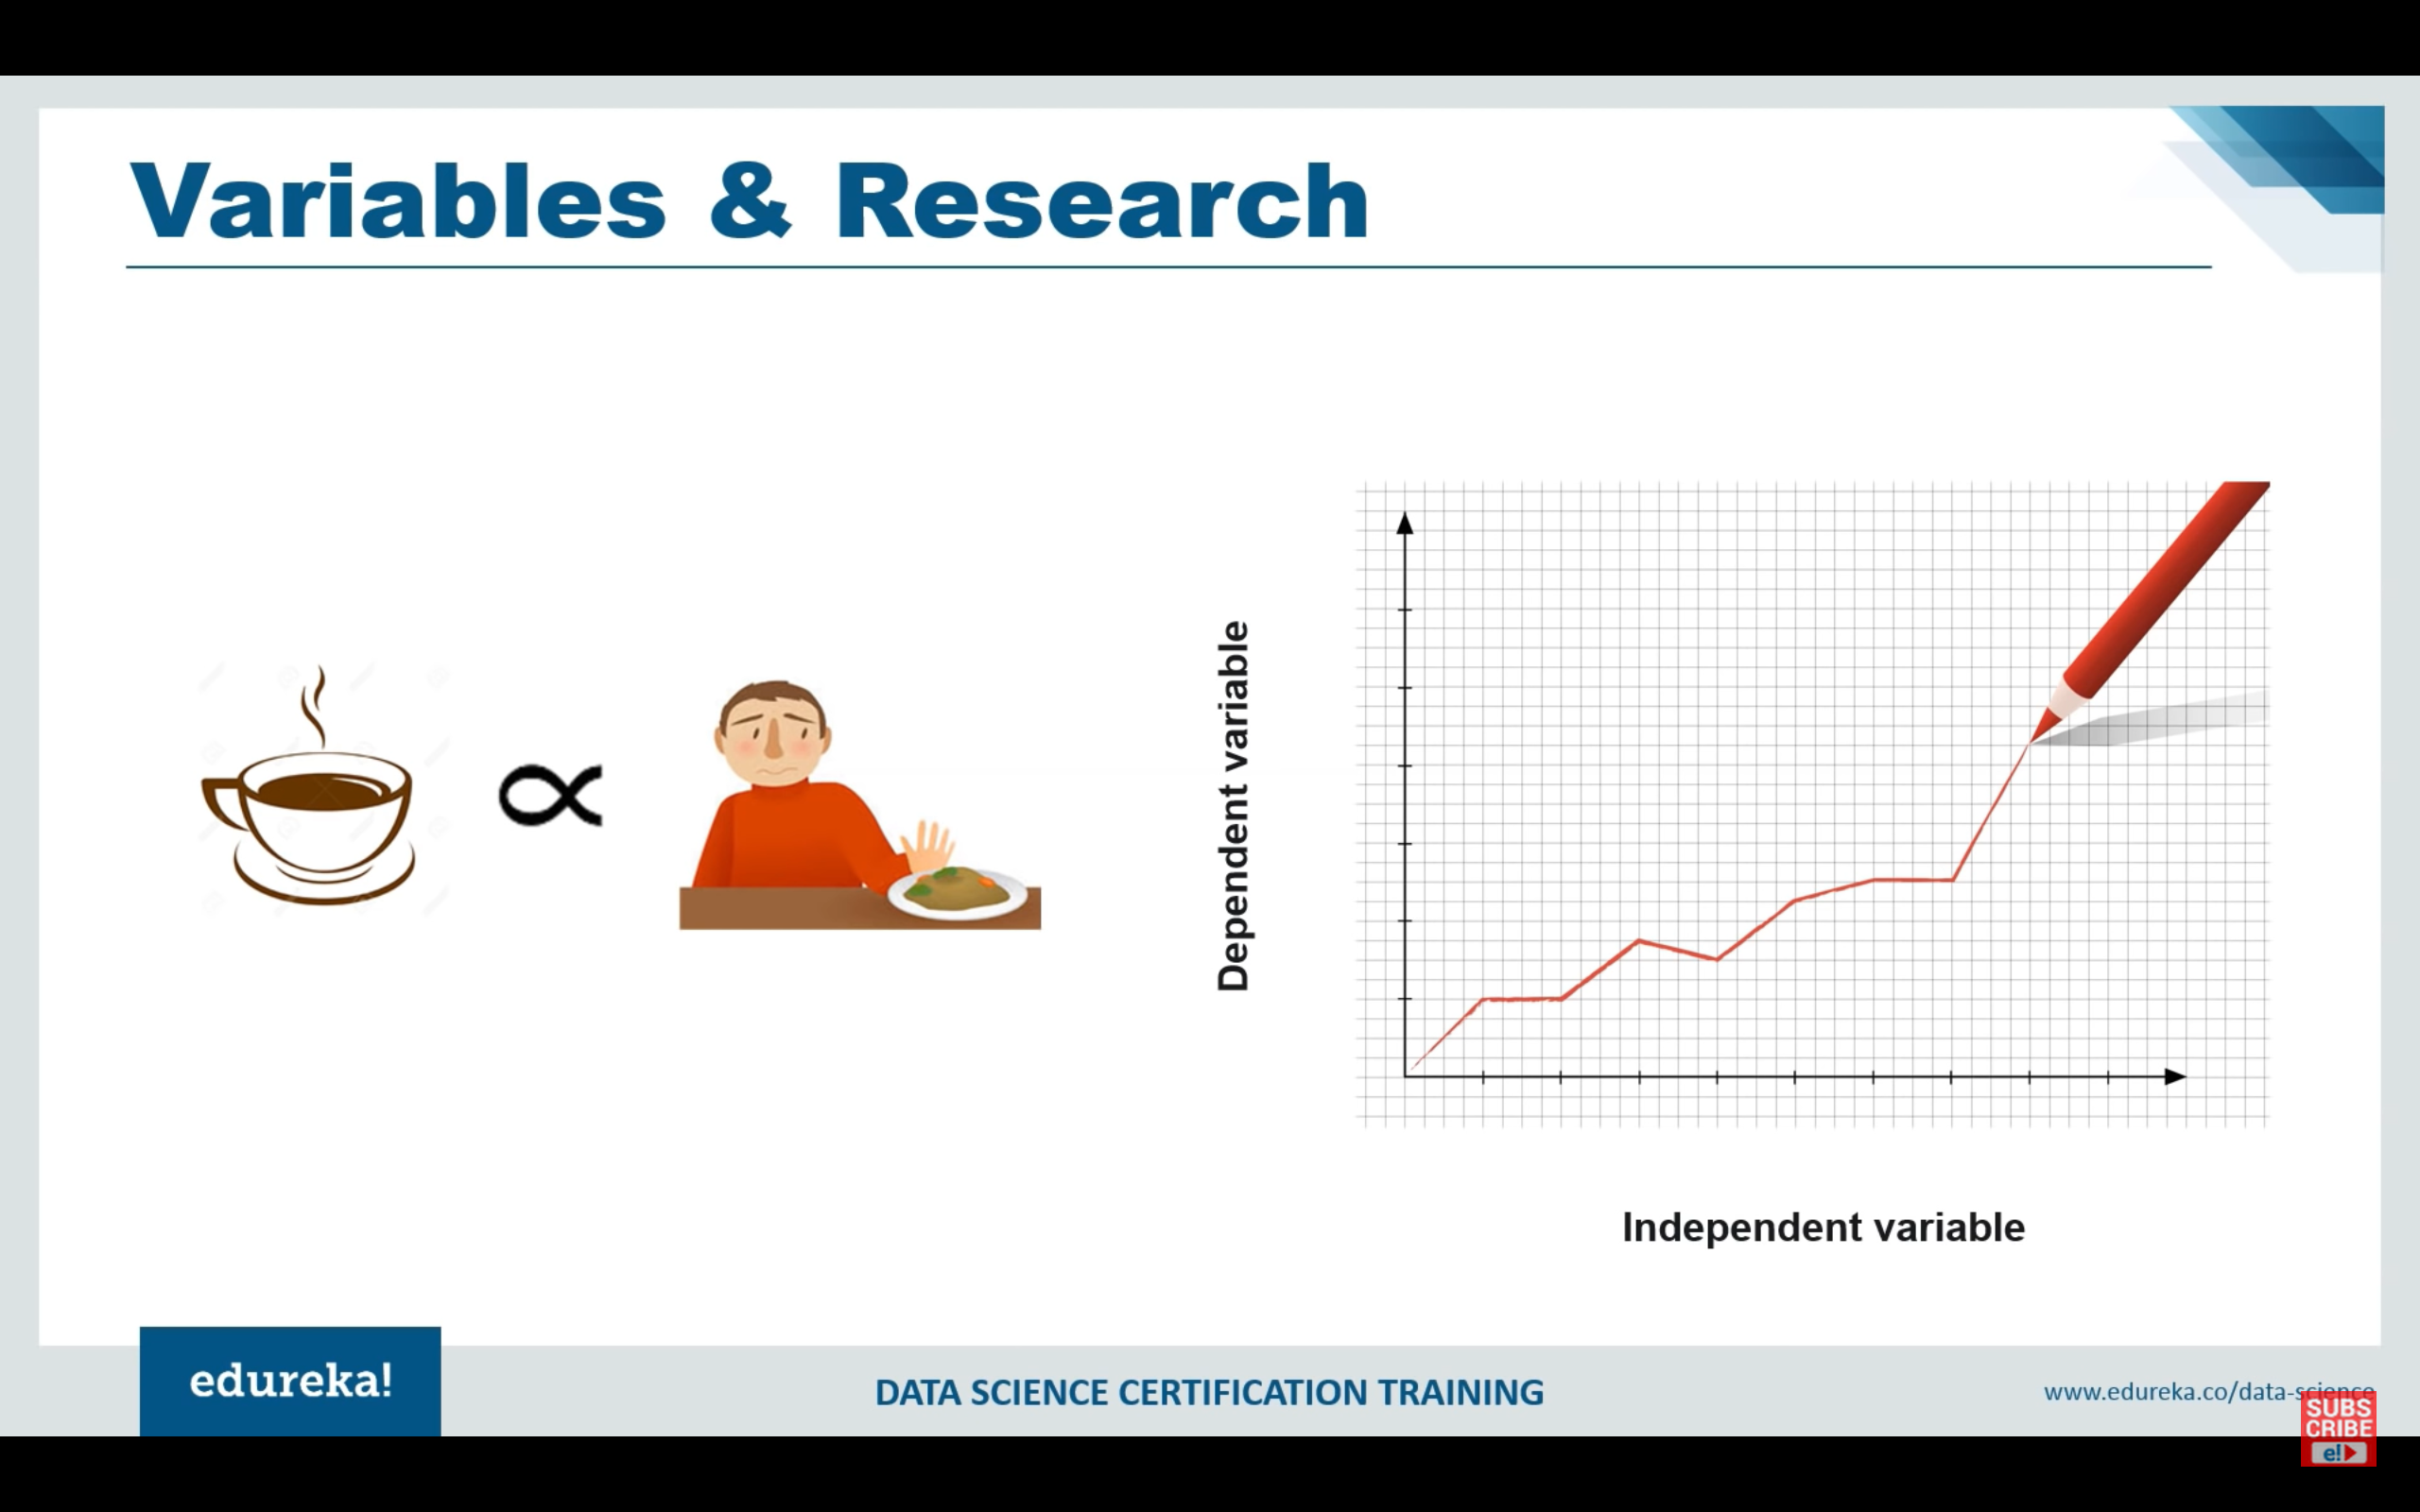 Variables & Research
∝
Dependent variable
Independent variable
edureka!
DATA SCIENCE CERTIFICATION TRAINING
www.edureka.co/data-science
SUBS
CRIBE
e!